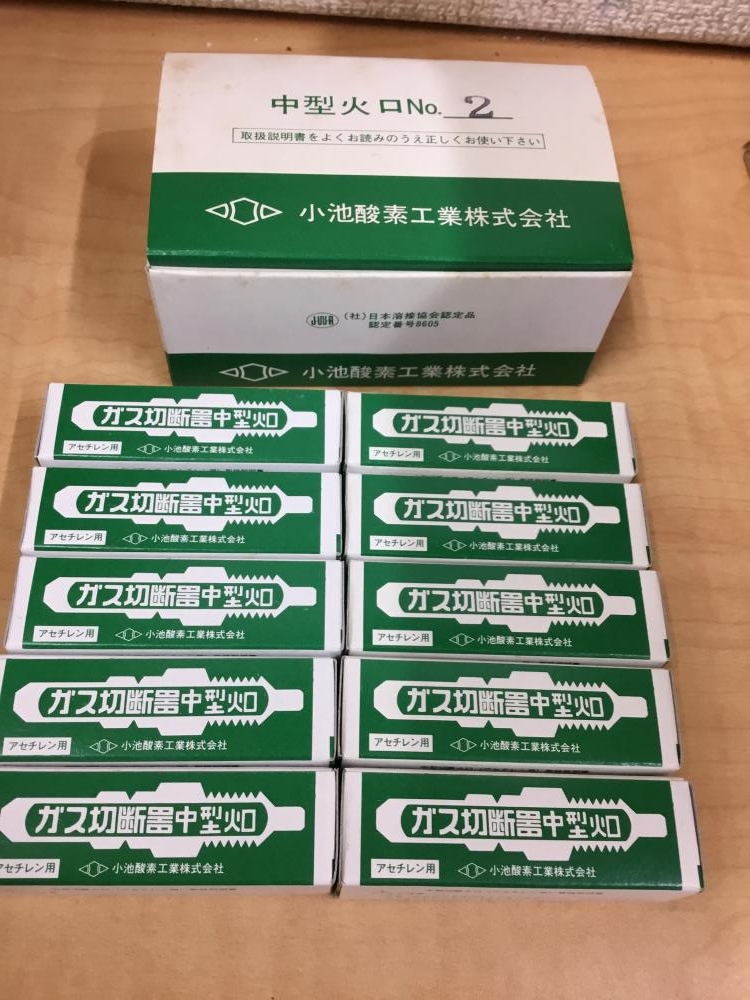 中型火口No. 2
取扱説明書をよくお読みのうえ正しくお使い下さい
小池酸素工業株式会社
(社)日本溶接協会認定品
認定番号8605
小池酸素工業株式会社
ガス切断器中型火口
アセチレン用 小池酸素工業株式会社
ガス切断器中型火口
アセチレン用 小池酸素工業株式会社
ガス切断器中型火口
アセチレン用 小池酸素工業株式会社
ガス切断器中型火口
アセチレン用 小池酸素工業株式会社
ガス切断器中型火口
アセチレン用 小池酸素工業株式会社
ガス切断器中型火口
アセチレン用 小池酸素工業株式会社
ガス切断器中型火口
アセチレン用 小池酸素工業株式会社
ガス切断器中型火口
アセチレン用 小池酸素工業株式会社
ガス切断器中型火口
アセチレン用 小池酸素工業株式会社
ガス切断器中型火口
アセチレン用 小池酸素工業株式会社